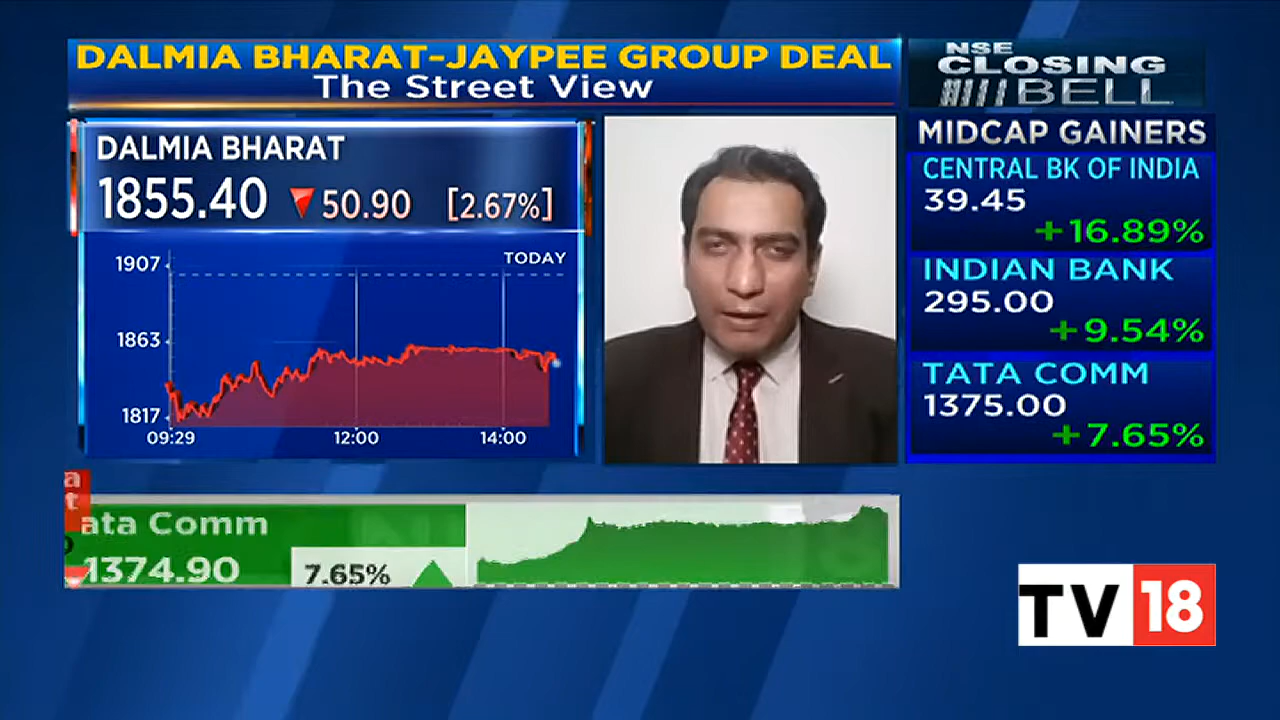 DALMIA BHARAT-JAYPEE GROUP DEAL
The Street View
NSE
CLOSING
BELL
DALMIA BHARAT
1855.40 50.90 [2.67%]
TODAY
1907
1863
1817
09:29 12:00 14:00
MIDCAP GAINERS
CENTRAL BK OF INDIA
39.45
+16.89%
INDIAN BANK
295.00
+9.54%
TATA COMM
1375.00
+7.65%
a
t
ata Comm
1374.90 7.65%
TV18